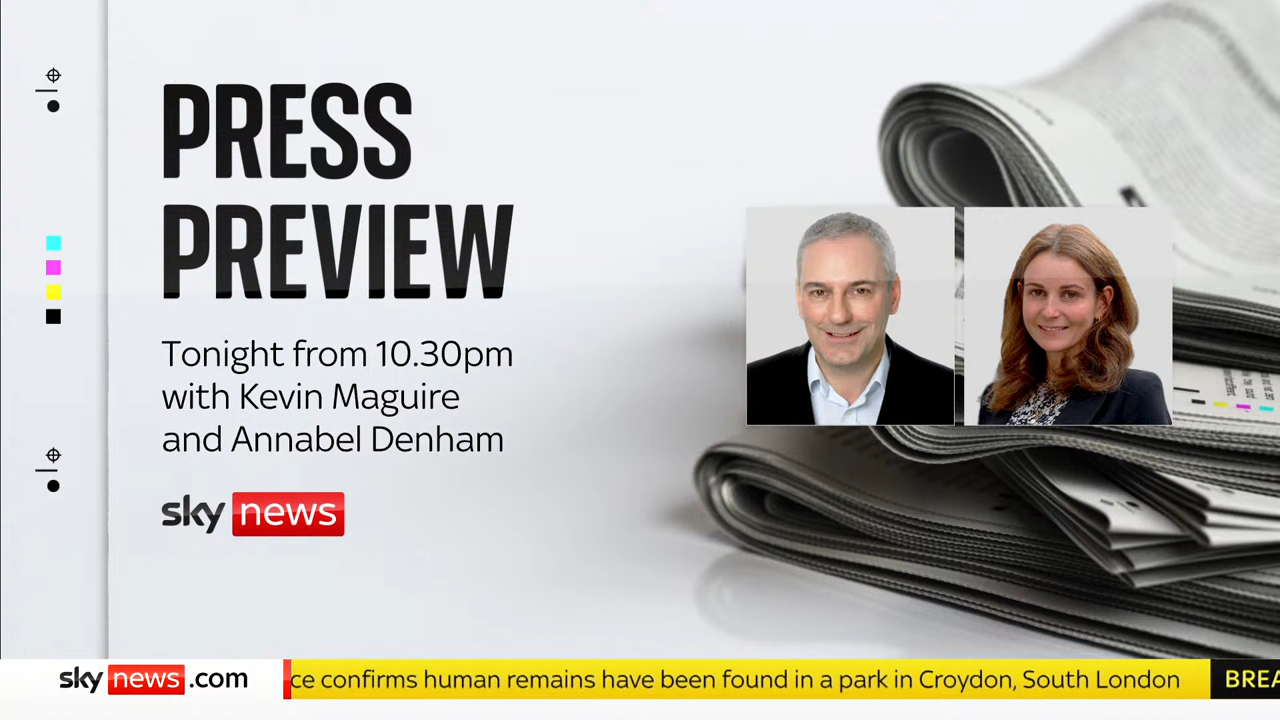 PRESS
PREVIEW
Tonight from 10.30pm
with Kevin Maguire
and Annabel Denham
sky news
sky news .com
ce confirms human remains have been found in a park in Croydon, South London
BREA